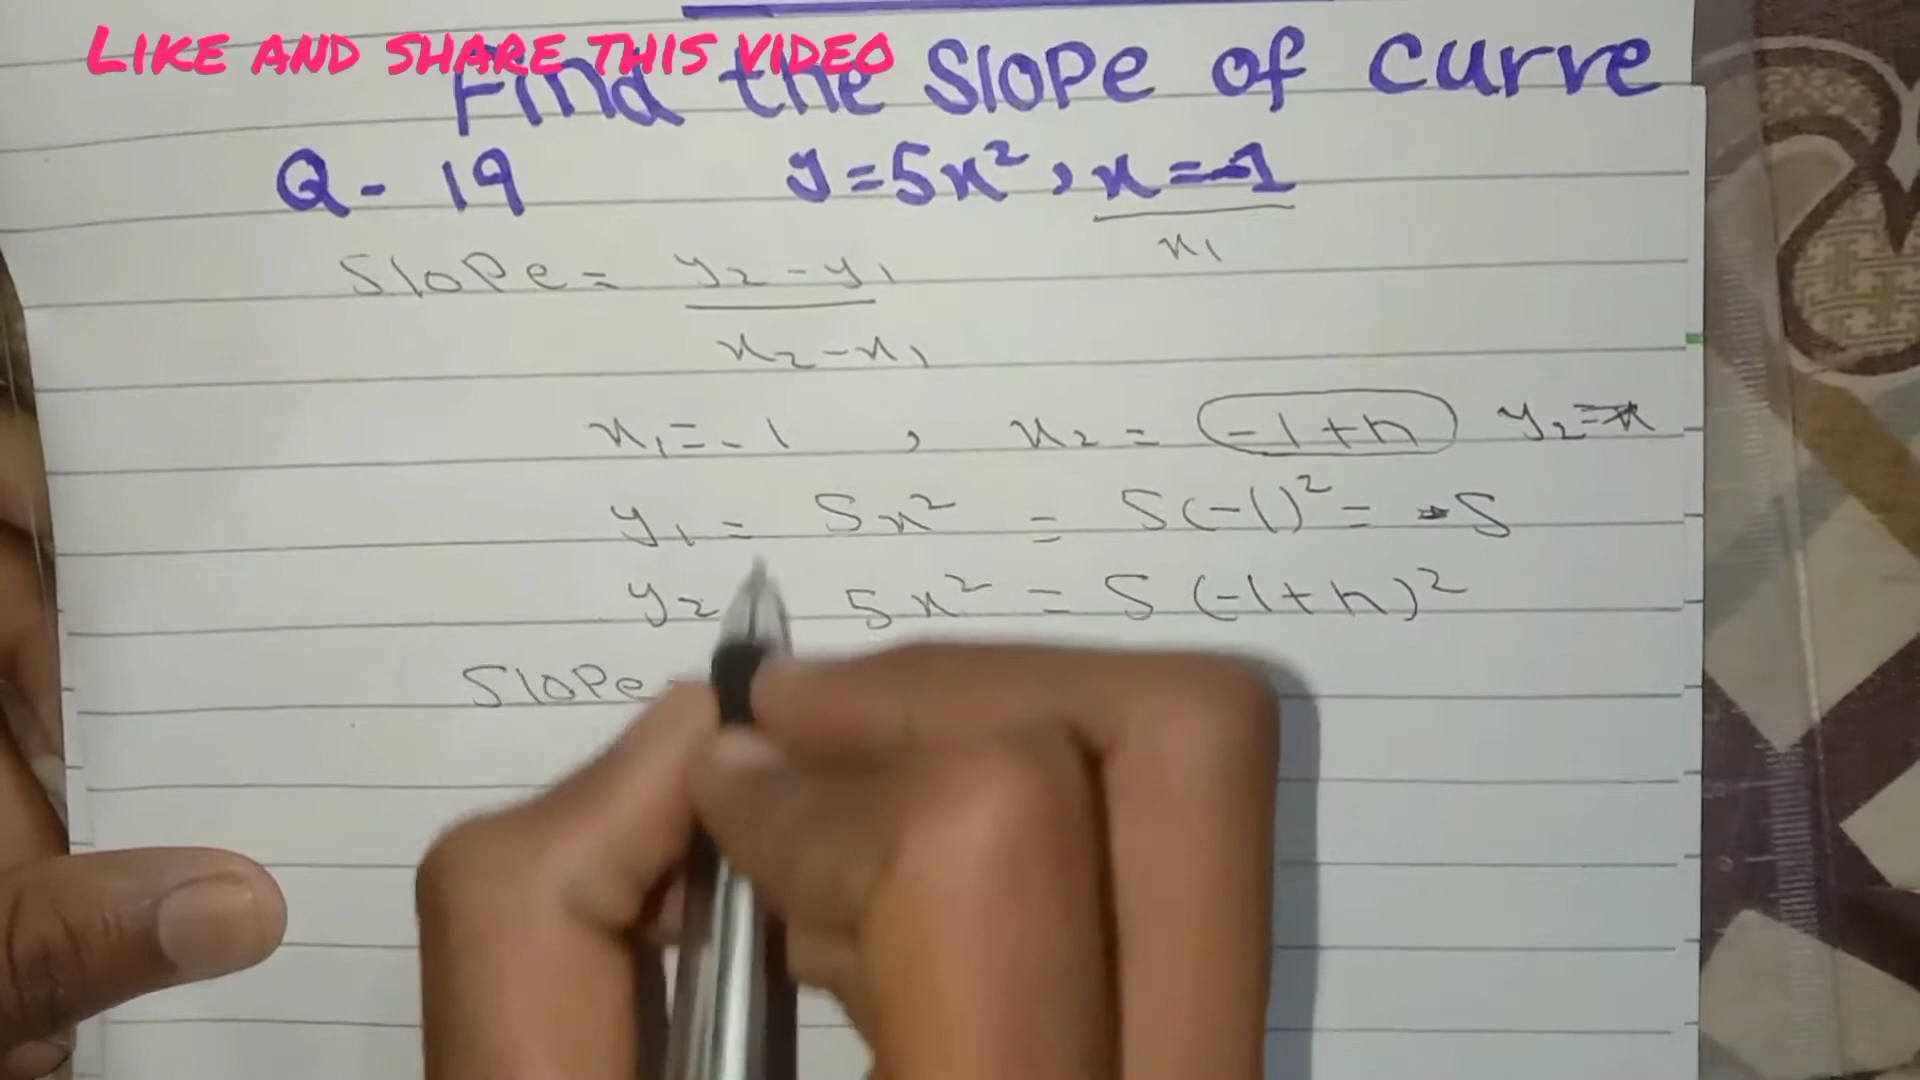 LIKE AND SHARE THIS VIDEO
Find the Slope of curve
Q- 19 y=5x², x=-1
x₁
Slope= y₂-y₁
x₂-x₁
x₁=-1 , x₂ = -1+h y₂=
y₁ = 5x² = 5(-1)² = 5
y₂ 5x² = 5(-1+h)²
Slope